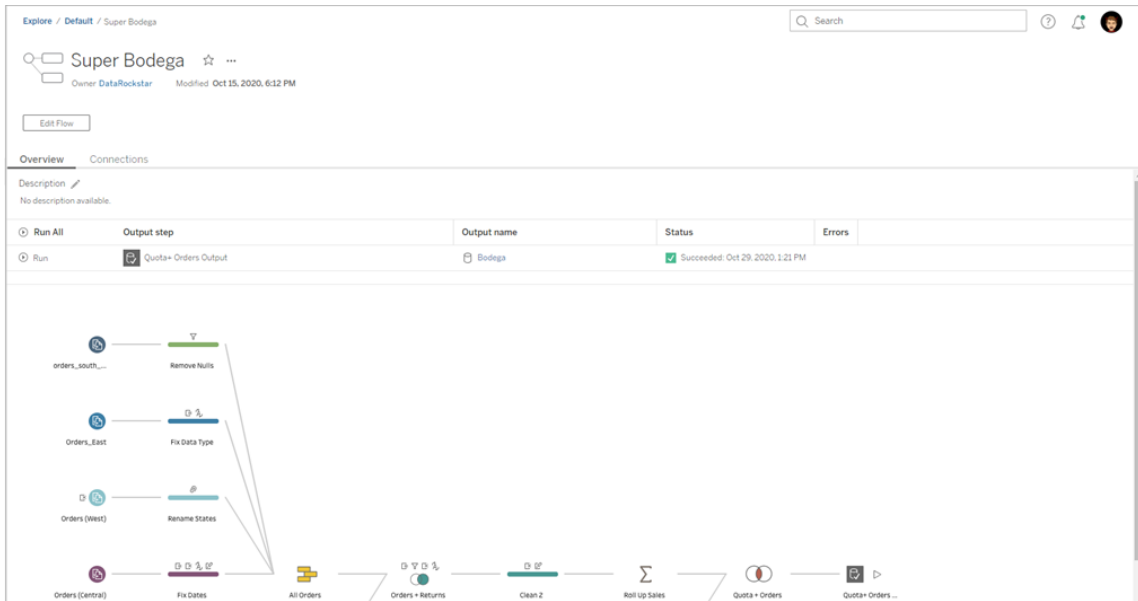 Explore / Default / Super Bodega
Search
Super Bodega
Owner DataRockstar Modified Oct 15, 2020, 6:12 PM
Edit Flow
Overview Connections
Description
No description available.
Run All Output step Output name Status Errors
Run Quota+ Orders Output Bodega Succeeded: Oct 29, 2020, 1:21 PM
orders_south_... Remove Nulls
Orders_East Fix Data Type
Orders (West) Rename States
Orders (Central) Fix Dates All Orders Orders + Returns Clean 2 Roll Up Sales Quota + Orders Quota+ Orders ...